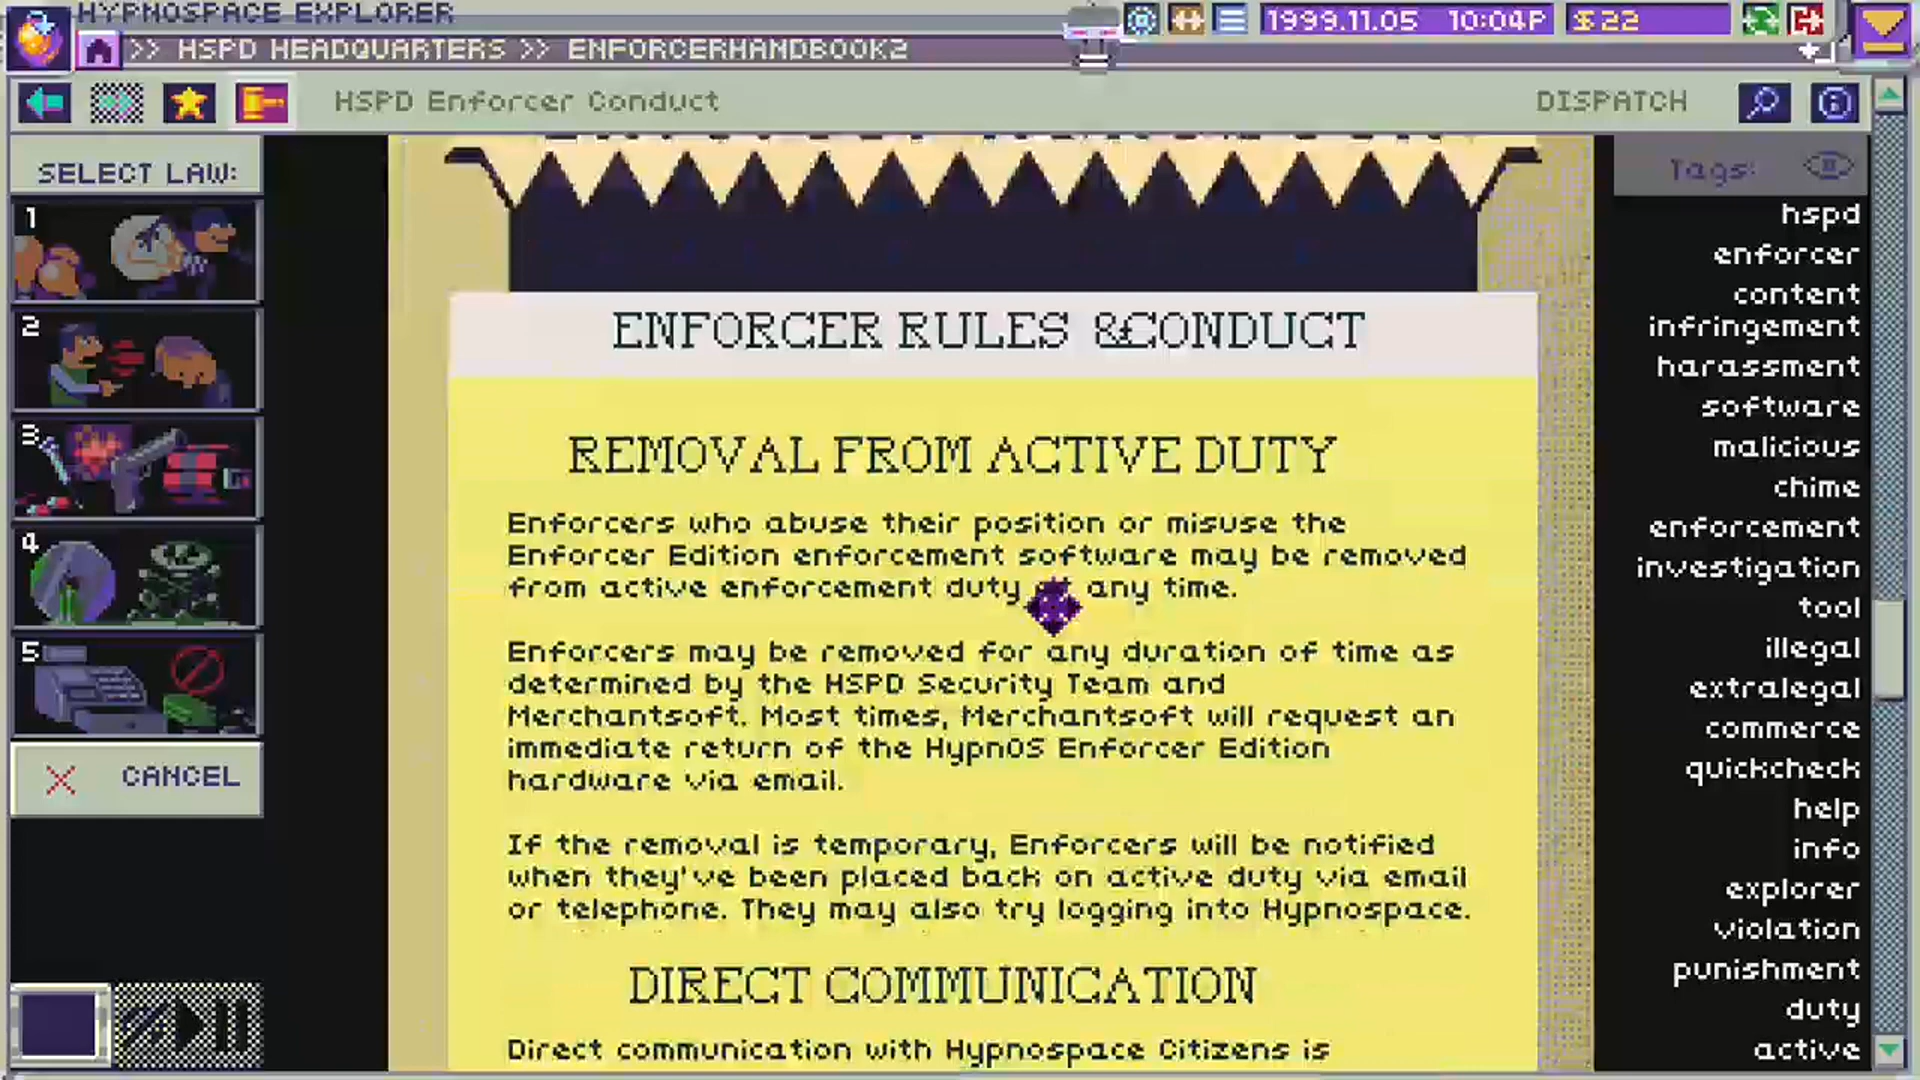 HYPNOSPACE EXPLORER
1999.11.05 10:04P
$22
>> HSPD HEADQUARTERS >> ENFORCERHANDBOOK2
HSPD Enforcer Conduct
DISPATCH
SELECT LAW:
1
2
3
4
5
CANCEL
ENFORCER RULES &CONDUCT
REMOVAL FROM ACTIVE DUTY
Enforcers who abuse their position or misuse the
Enforcer Edition enforcement software may be removed
from active enforcement duty at any time.
Enforcers may be removed for any duration of time as
determined by the HSPD Security Team and
Merchantsoft. Most times, Merchantsoft will request an
immediate return of the HypnOS Enforcer Edition
hardware via email.
If the removal is temporary, Enforcers will be notified
when they've been placed back on active duty via email
or telephone. They may also try logging into Hypnospace.
DIRECT COMMUNICATION
Direct communication with Hypnospace Citizens is
Tags:
hspd
enforcer
content
infringement
harassment
software
malicious
chime
enforcement
investigation
tool
illegal
extralegal
commerce
quickcheck
help
info
explorer
violation
punishment
duty
active